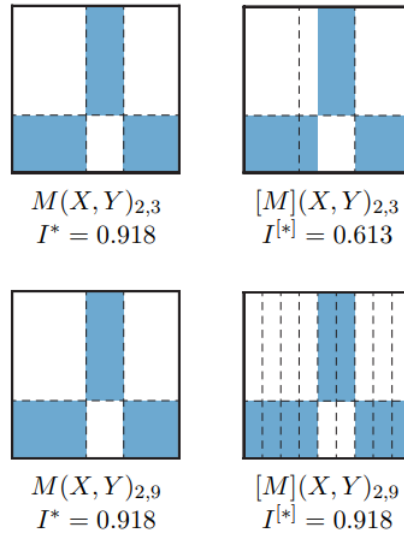 M(X, Y)₂,₃
[M](X, Y)₂,₃
I* = 0.918
I^[*] = 0.613
M(X, Y)₂,₉
[M](X, Y)₂,₉
I* = 0.918
I^[*] = 0.918